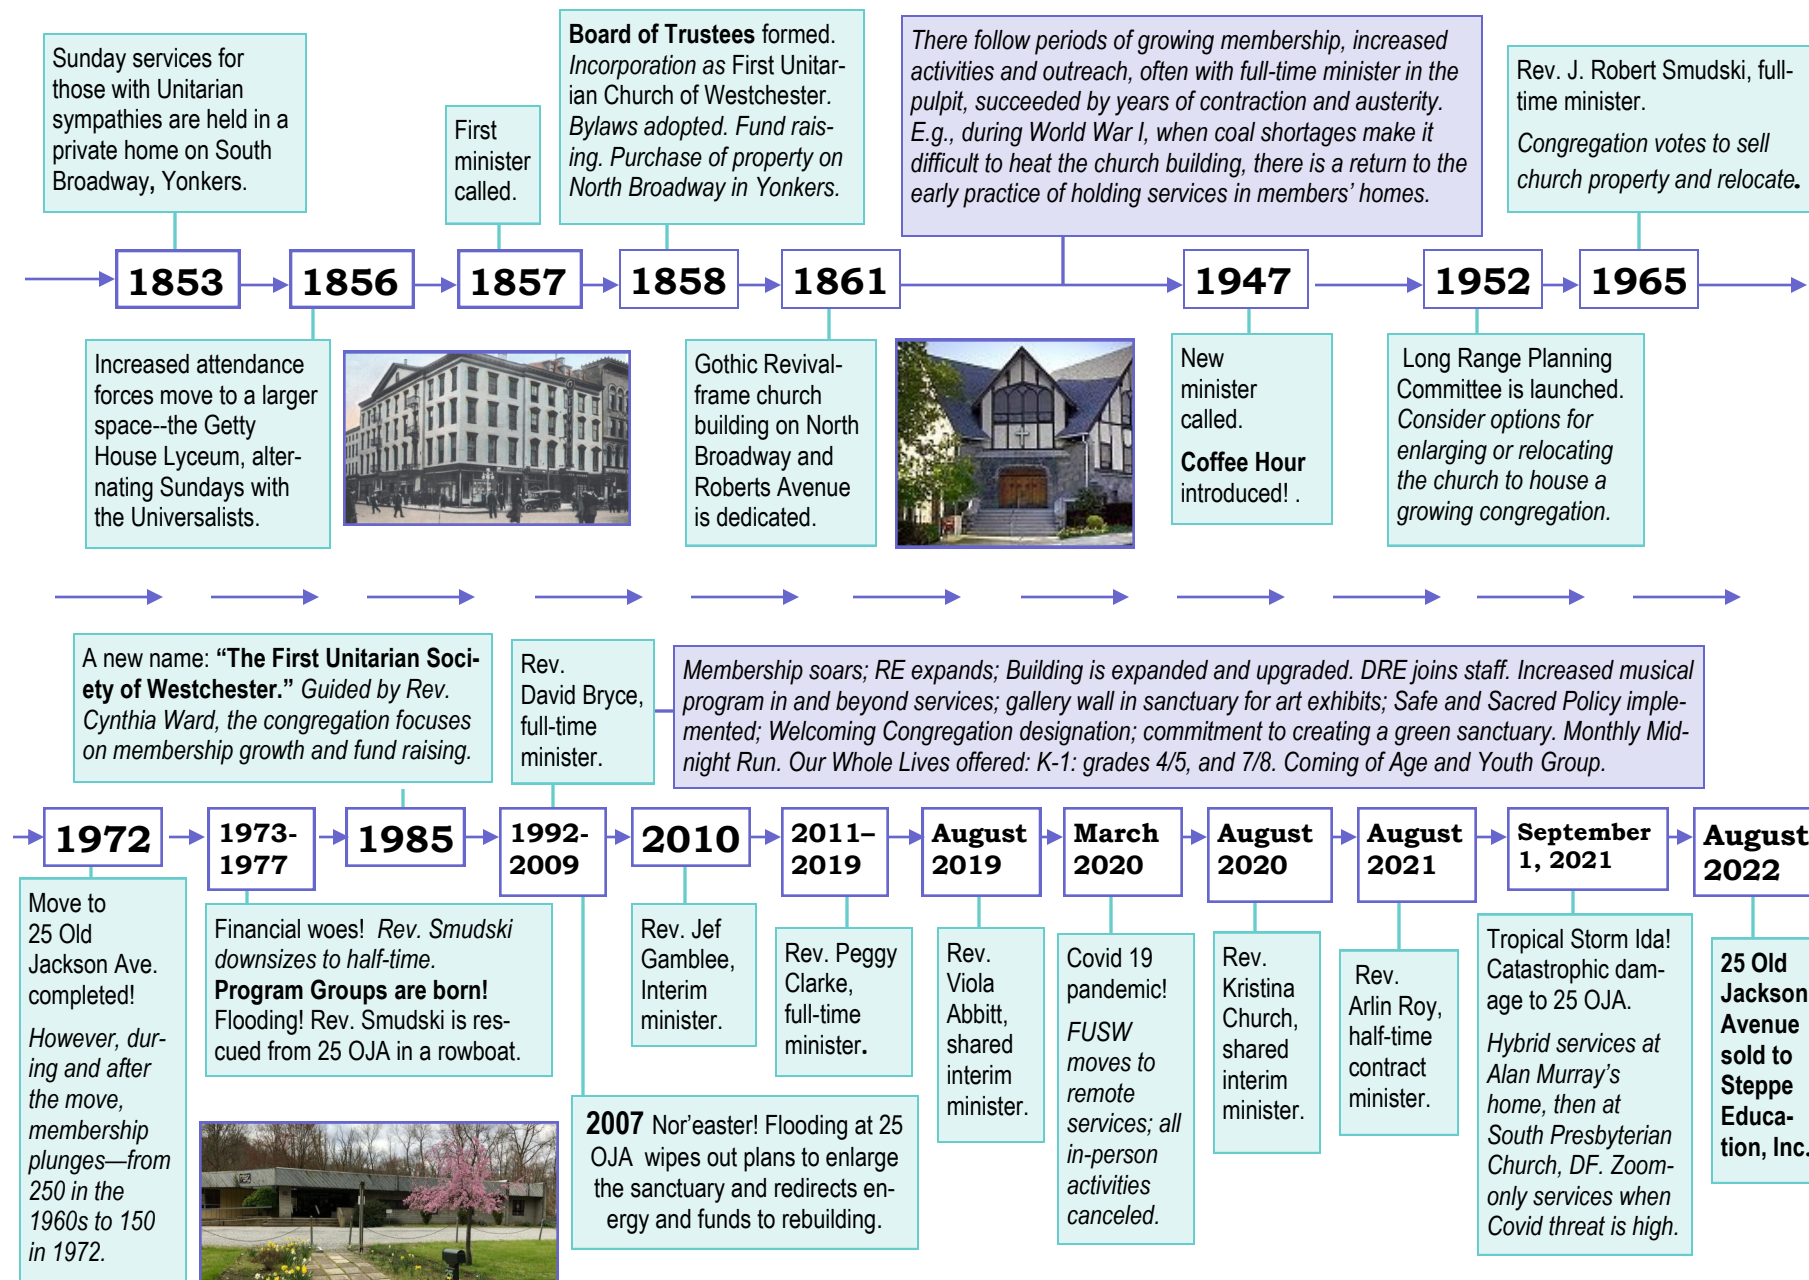 Sunday services for
those with Unitarian
sympathies are held in a
private home on South
Broadway, Yonkers.
First
minister
called.
Board of Trustees formed.
Incorporation as First Unitar-
ian Church of Westchester.
Bylaws adopted. Fund rais-
ing. Purchase of property on
North Broadway in Yonkers.
There follow periods of growing membership, increased
activities and outreach, often with full-time minister in the
pulpit, succeeded by years of contraction and austerity.
E.g., during World War I, when coal shortages make it
difficult to heat the church building, there is a return to the
early practice of holding services in members’ homes.
Rev. J. Robert Smudski, full-
time minister.
Congregation votes to sell
church property and relocate.
1853
1856
1857
1858
1861
1947
1952
1965
Increased attendance
forces move to a larger
space--the Getty
House Lyceum, alter-
nating Sundays with
the Universalists.
Gothic Revival-
frame church
building on North
Broadway and
Roberts Avenue
is dedicated.
New
minister
called.
Coffee Hour
introduced! .
Long Range Planning
Committee is launched.
Consider options for
enlarging or relocating
the church to house a
growing congregation.
A new name: “The First Unitarian Soci-
ety of Westchester.” Guided by Rev.
Cynthia Ward, the congregation focuses
on membership growth and fund raising.
Rev.
David Bryce,
full-time
minister.
Membership soars; RE expands; Building is expanded and upgraded. DRE joins staff. Increased musical
program in and beyond services; gallery wall in sanctuary for art exhibits; Safe and Sacred Policy imple-
mented; Welcoming Congregation designation; commitment to creating a green sanctuary. Monthly Mid-
night Run. Our Whole Lives offered: K-1: grades 4/5, and 7/8. Coming of Age and Youth Group.
1972
1973-
1977
1985
1992-
2009
2010
2011–
2019
August
2019
March
2020
August
2020
August
2021
September
1, 2021
August
2022
Move to
25 Old
Jackson Ave.
completed!
However, dur-
ing and after
the move,
membership
plunges—from
250 in the
1960s to 150
in 1972.
Financial woes! Rev. Smudski
downsizes to half-time.
Program Groups are born!
Flooding! Rev. Smudski is res-
cued from 25 OJA in a rowboat.
2007 Nor’easter! Flooding at 25
OJA wipes out plans to enlarge
the sanctuary and redirects en-
ergy and funds to rebuilding.
Rev. Jef
Gamblee,
Interim
minister.
Rev. Peggy
Clarke,
full-time
minister.
Rev.
Viola
Abbitt,
shared
interim
minister.
Covid 19
pandemic!
FUSW
moves to
remote
services; all
in-person
activities
canceled.
Rev.
Kristina
Church,
shared
interim
minister.
Rev.
Arlin Roy,
half-time
contract
minister.
Tropical Storm Ida!
Catastrophic dam-
age to 25 OJA.
Hybrid services at
Alan Murray’s
home, then at
South Presbyterian
Church, DF. Zoom-
only services when
Covid threat is high.
25 Old
Jackson
Avenue
sold to
Steppe
Educa-
tion, Inc.